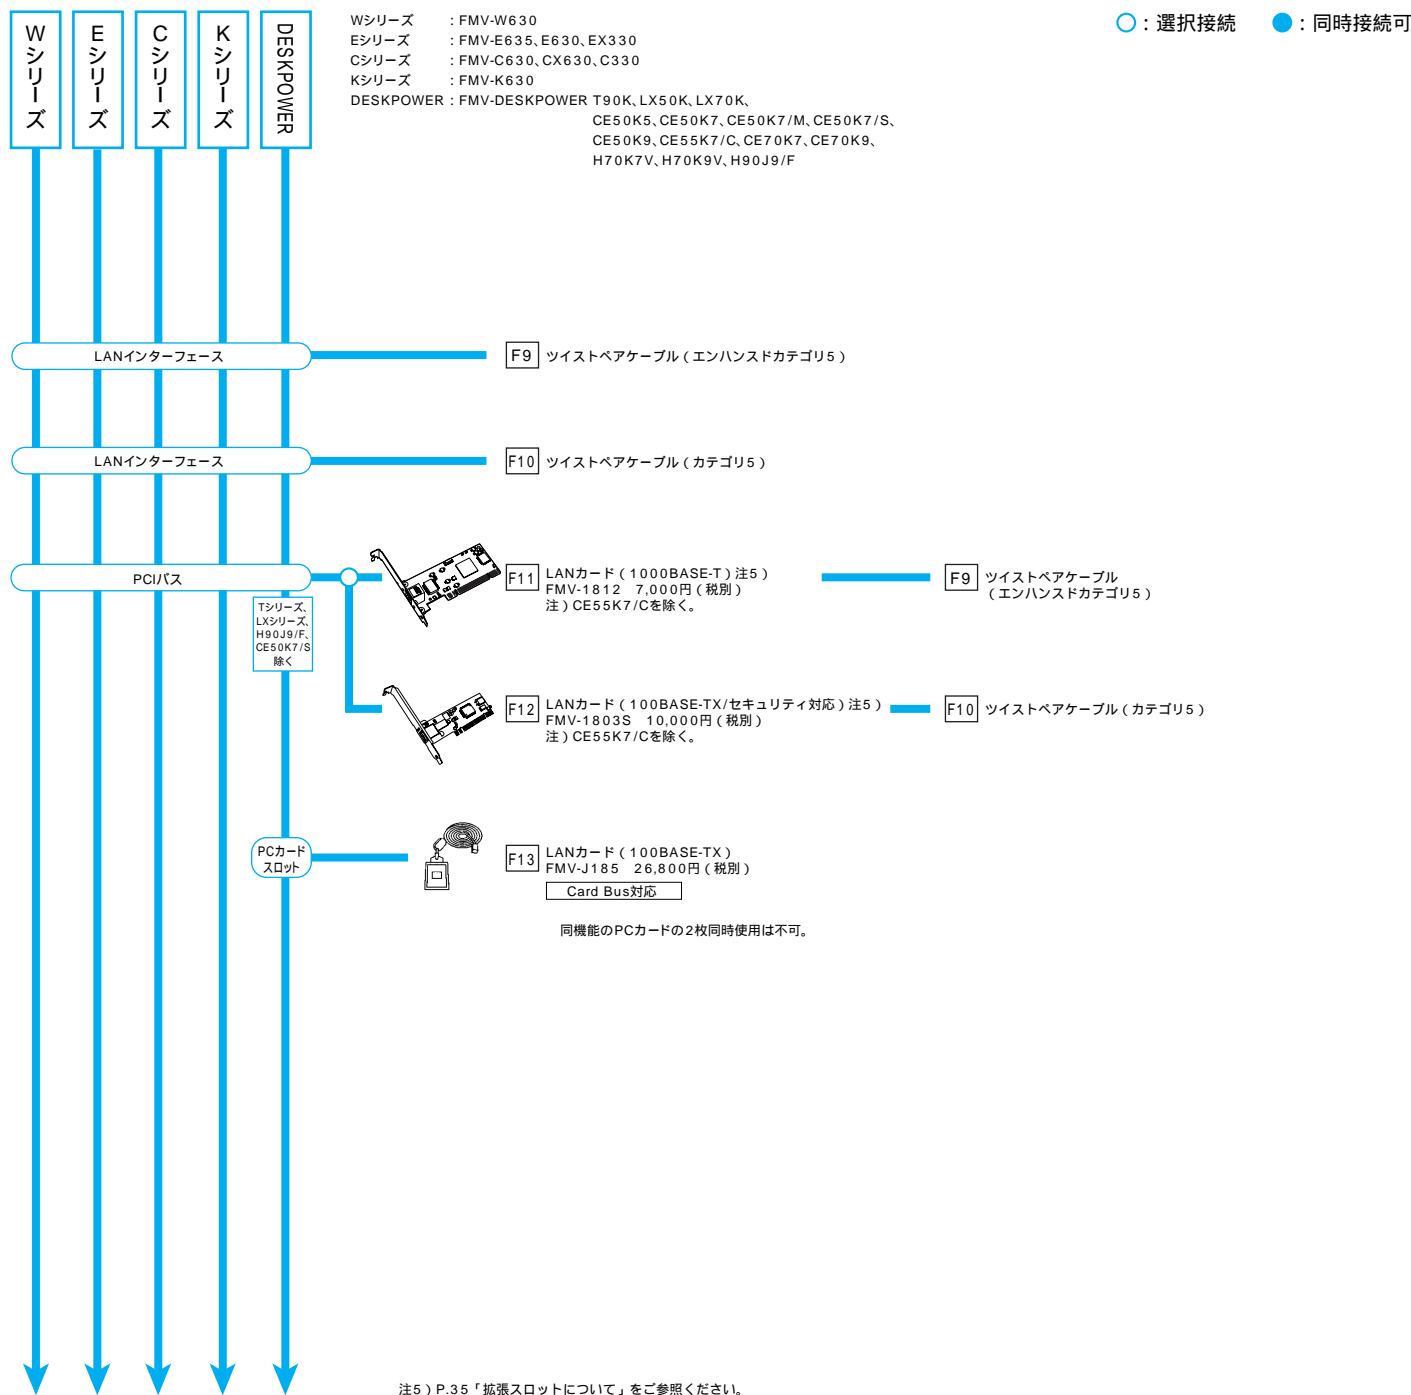 Wシリーズ
Eシリーズ
Cシリーズ
Kシリーズ
DESKPOWER
Wシリーズ : FMV-W630
Eシリーズ : FMV-E635、E630、EX330
Cシリーズ : FMV-C630、CX630、C330
Kシリーズ : FMV-K630
DESKPOWER : FMV-DESKPOWER T90K、LX50K、LX70K、
CE50K5、CE50K7、CE50K7/M、CE50K7/S、
CE50K9、CE55K7/C、CE70K7、CE70K9、
H70K7V、H70K9V、H90J9/F
○ : 選択接続 ● : 同時接続可
LANインターフェース
F9 ツイストペアケーブル(エンハンスドカテゴリ5)
LANインターフェース
F10 ツイストペアケーブル(カテゴリ5)
PCIバス
Tシリーズ、
LXシリーズ、
H90J9/F、
CE50K7/S
除く
F11 LANカード(1000BASE-T)注5)
FMV-1812 7,000円(税別)
注)CE55K7/Cを除く。
F9 ツイストペアケーブル
(エンハンスドカテゴリ5)
F12 LANカード(100BASE-TX/セキュリティ対応)注5)
FMV-1803S 10,000円(税別)
注)CE55K7/Cを除く。
F10 ツイストペアケーブル(カテゴリ5)
PCカード
スロット
F13 LANカード(100BASE-TX)
FMV-J185 26,800円(税別)
Card Bus対応
同機能のPCカードの2枚同時使用は不可。
注5)P.35「拡張スロットについて」をご参照ください。